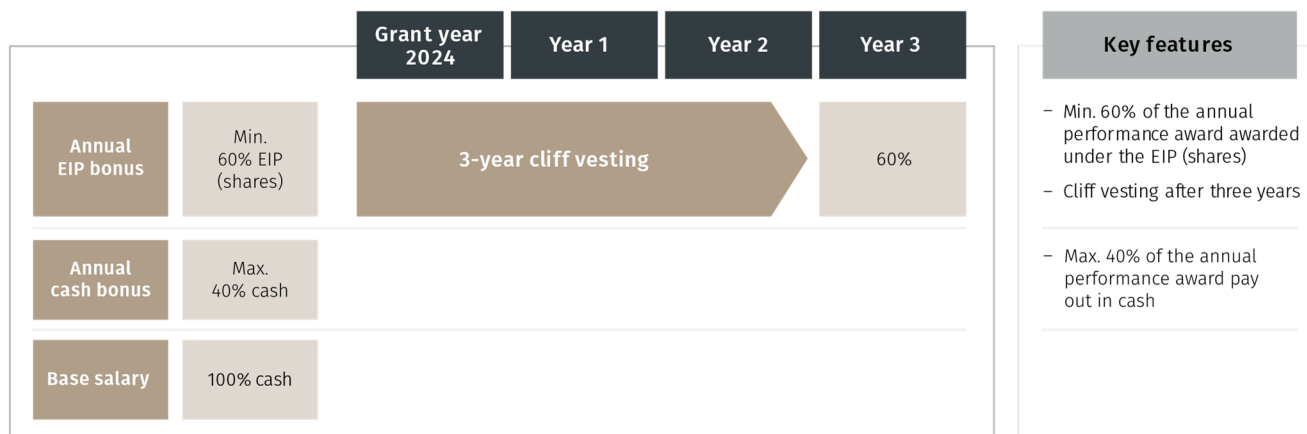 Grant year
2024
Year 1
Year 2
Year 3
Key features
Annual
EIP bonus
Min.
60% EIP
(shares)
3-year cliff vesting
60%
– Min. 60% of the annual
performance award awarded
under the EIP (shares)
– Cliff vesting after three years
Annual
cash bonus
Max.
40% cash
– Max. 40% of the annual
performance award pay
out in cash
Base salary
100% cash